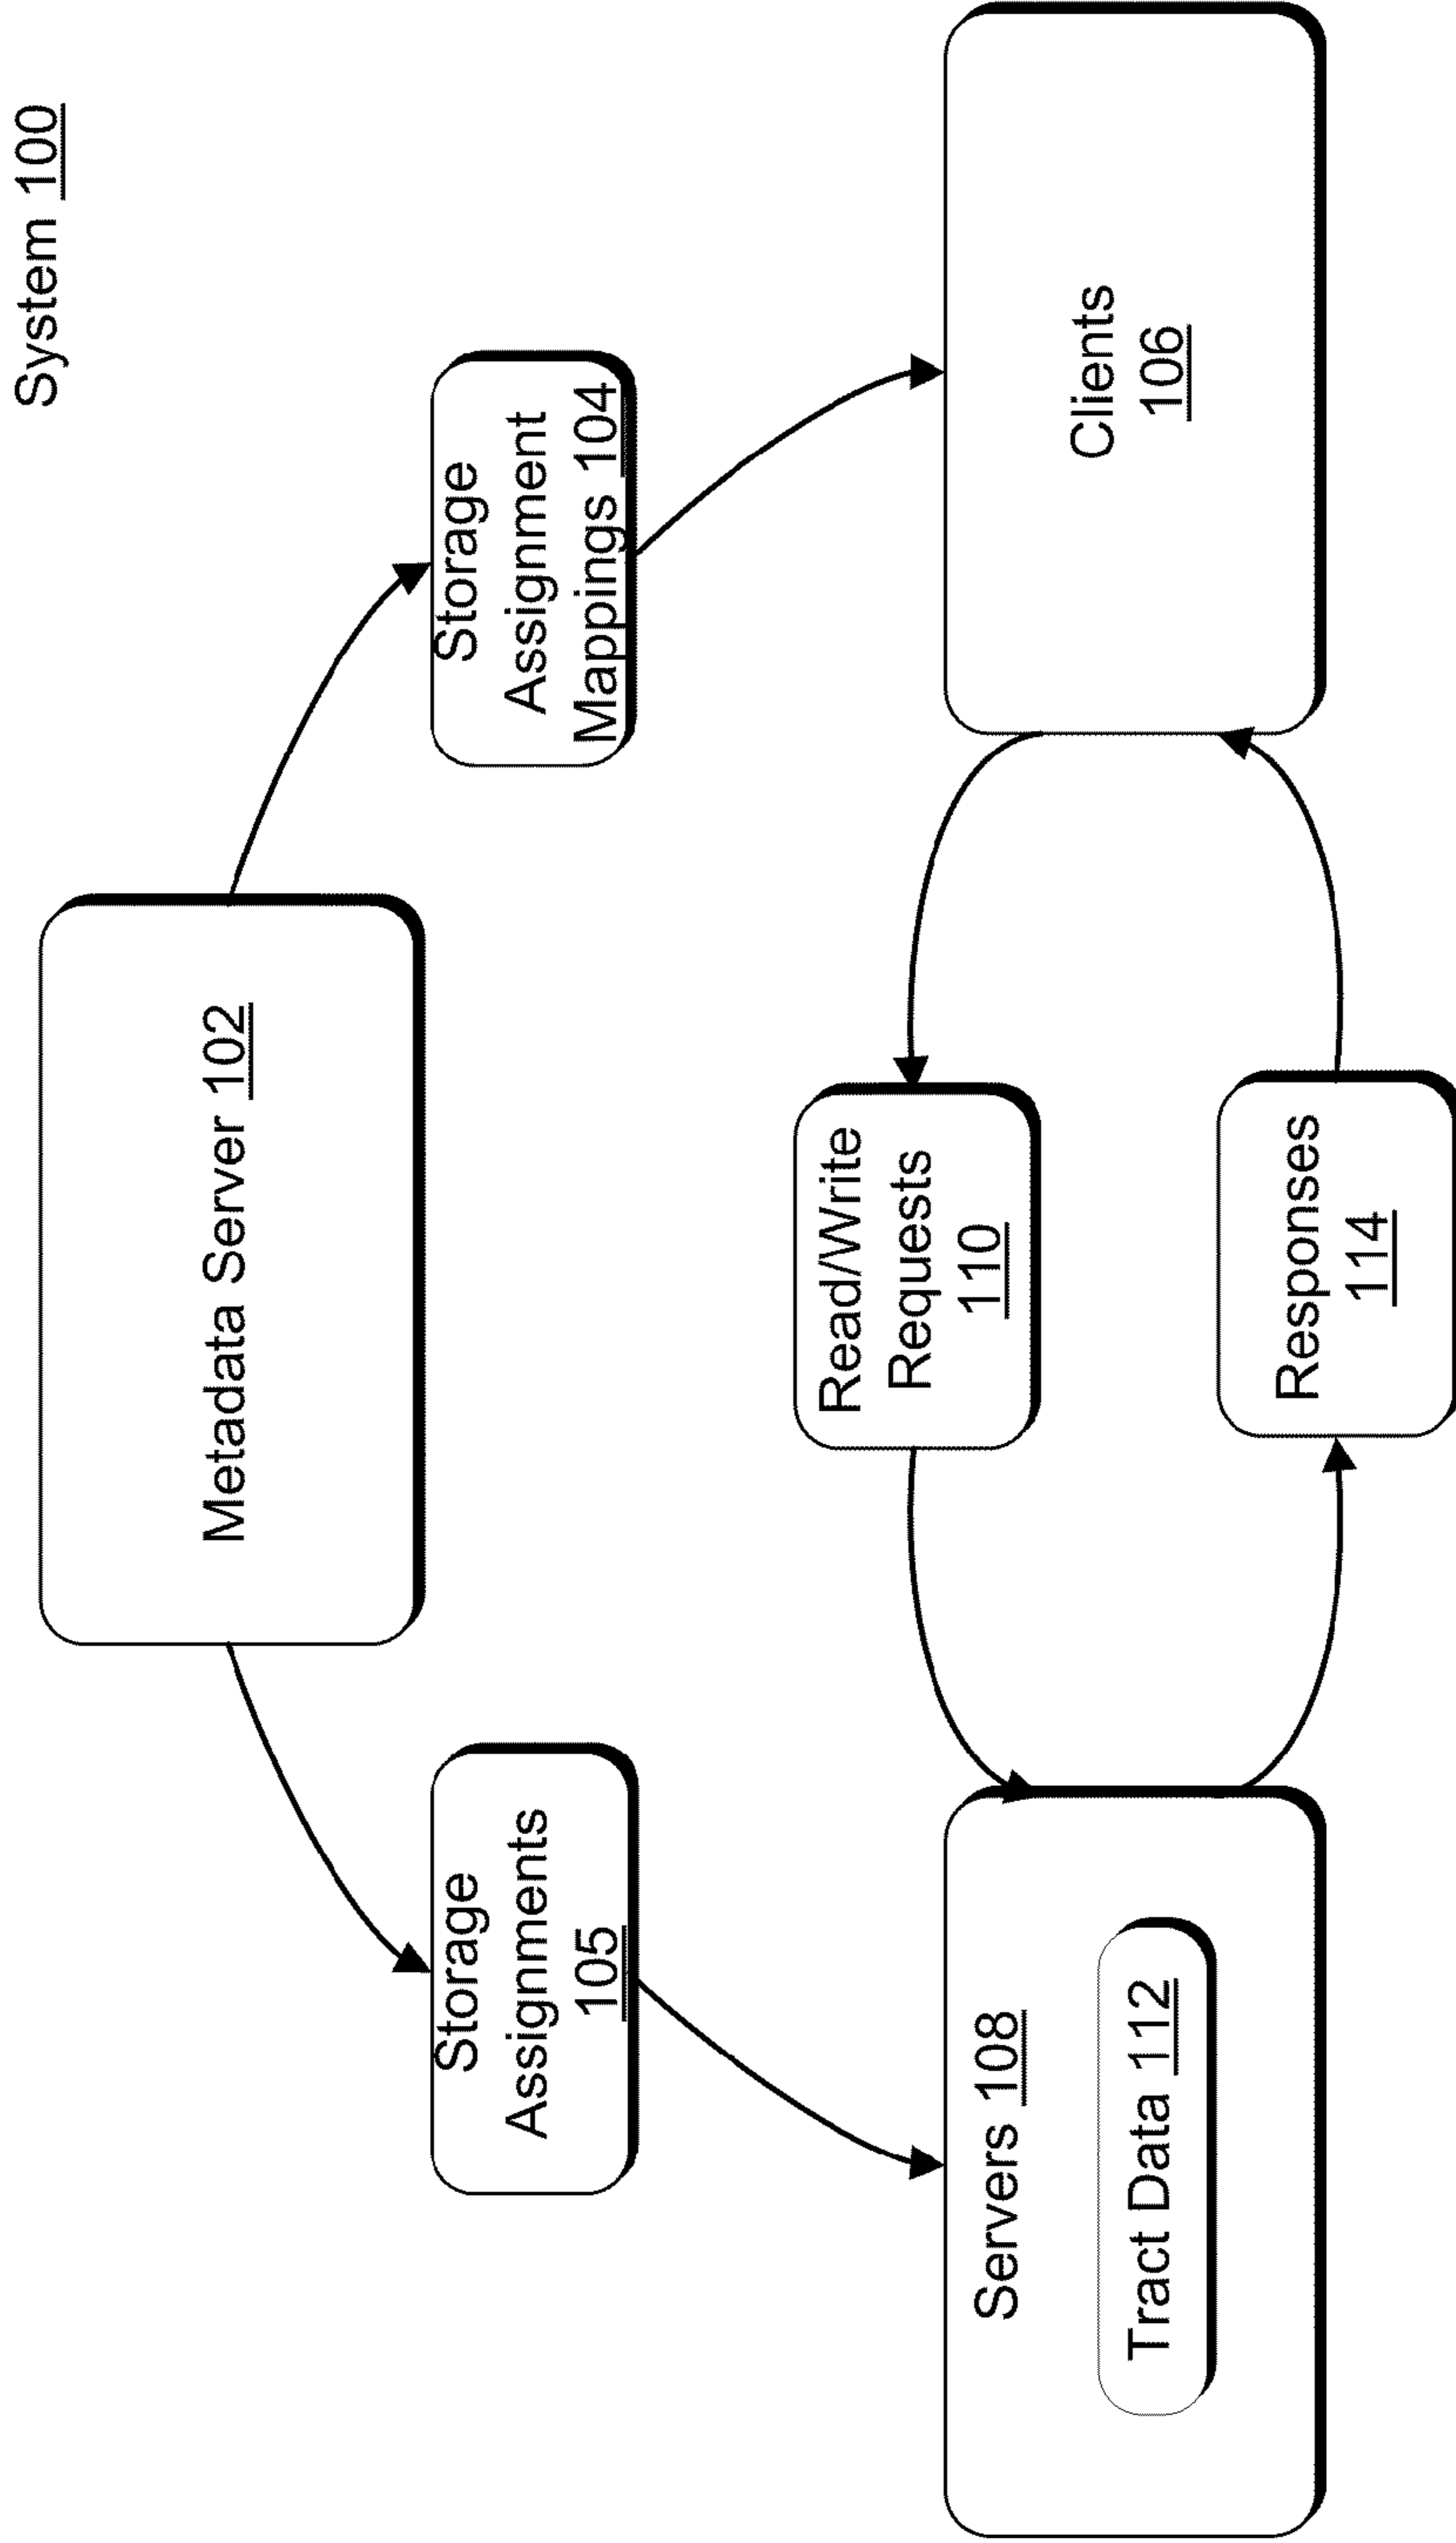 System 100
Metadata Server 102
Storage
Assignments
105
Storage
Assignment
Mappings 104
Servers 108
Tract Data 112
Read/Write
Requests
110
Responses
114
Clients
106